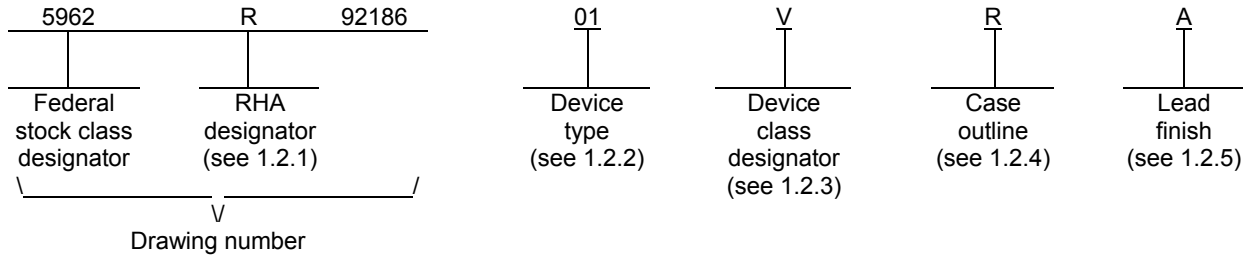 5962 R 92186 01 V R A
Federal RHA Device Device Case Lead
stock class designator type class outline finish
designator (see 1.2.1) (see 1.2.2) designator (see 1.2.4) (see 1.2.5)
(see 1.2.3)
\ /
\/
Drawing number